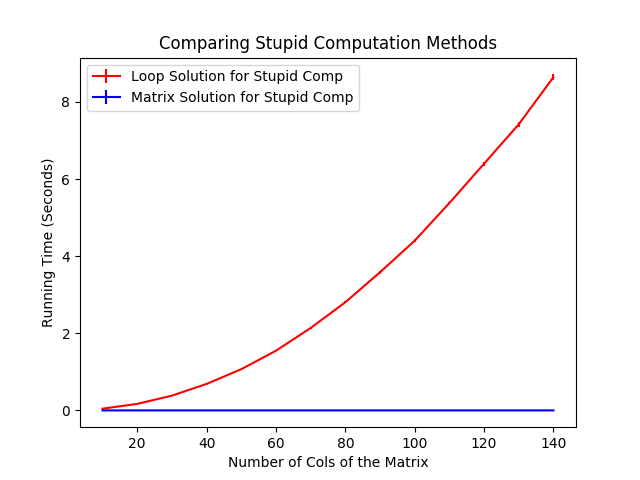 Comparing Stupid Computation Methods
Loop Solution for Stupid Comp
Matrix Solution for Stupid Comp
Running Time (Seconds)
8
6
4
2
0
20 40 60 80 100 120 140
Number of Cols of the Matrix